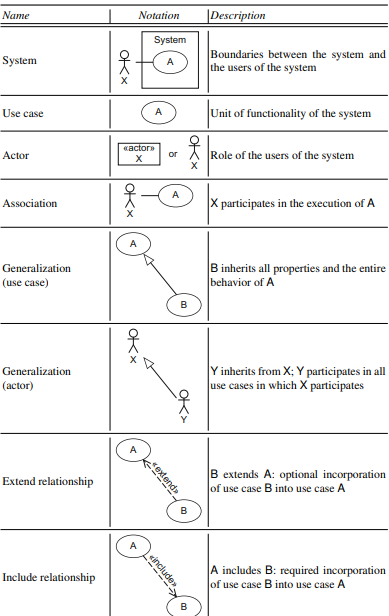 Name Notation Description
System
System
A
X
Boundaries between the system and
the users of the system
Use case
A
Unit of functionality of the system
Actor
«actor»
X
or
X
Role of the users of the system
Association
A
X
X participates in the execution of A
Generalization
(use case)
A
B
B inherits all properties and the entire
behavior of A
Generalization
(actor)
X
Y
Y inherits from X; Y participates in all
use cases in which X participates
Extend relationship
A
«extend»
B
B extends A: optional incorporation
of use case B into use case A
Include relationship
A
«include»
B
A includes B: required incorporation
of use case B into use case A